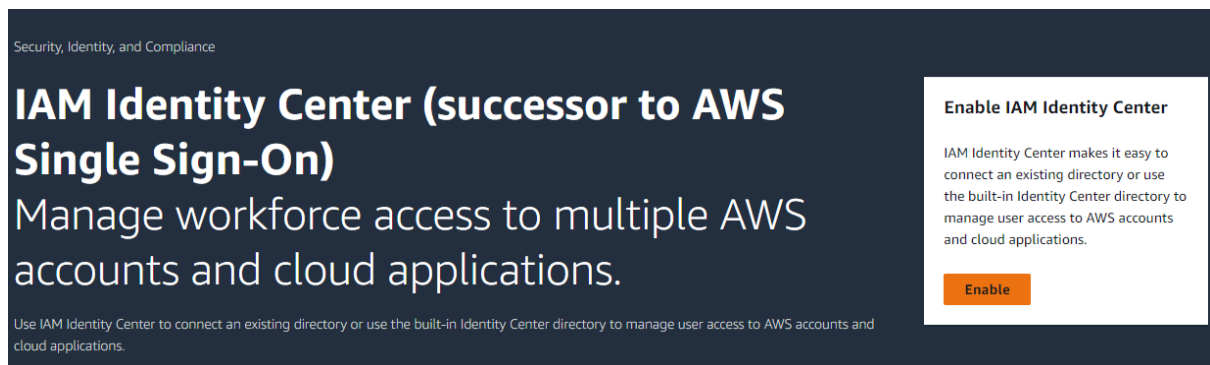 Security, Identity, and Compliance
IAM Identity Center (successor to AWS
Single Sign-On)
Manage workforce access to multiple AWS
accounts and cloud applications.
Use IAM Identity Center to connect an existing directory or use the built-in Identity Center directory to manage user access to AWS accounts and
cloud applications.
Enable IAM Identity Center
IAM Identity Center makes it easy to
connect an existing directory or use
the built-in Identity Center directory to
manage user access to AWS accounts
and cloud applications.
Enable